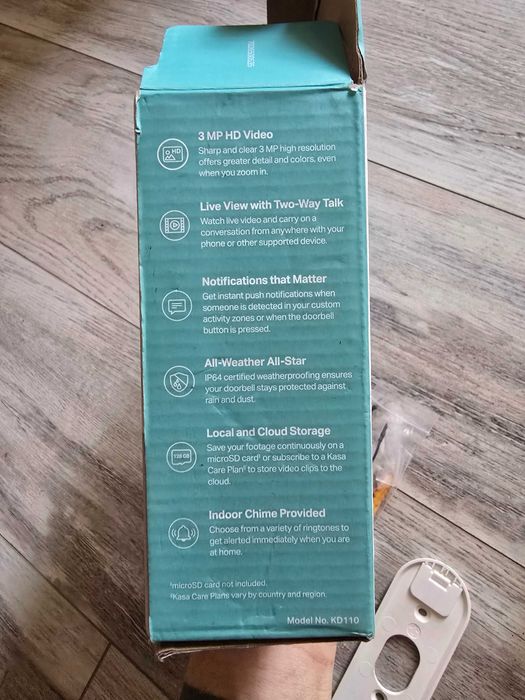 3 MP HD Video
Sharp and clear 3 MP high resolution
offers greater detail and colors, even
when you zoom in.
HD
Live View with Two-Way Talk
Watch live video and carry on a
conversation from anywhere with your
phone or other supported device.
Notifications that Matter
Get instant push notifications when
someone is detected in your custom
activity zones or when the doorbell
button is pressed.
All-Weather All-Star
IP64 certified weatherproofing ensures
your doorbell stays protected against
rain and dust.
Local and Cloud Storage
Save your footage continuously on a
microSD card¹ or subscribe to a Kasa
Care Plan² to store video clips to the
cloud.
128 GB
Indoor Chime Provided
Choose from a variety of ringtones to
get alerted immediately when you are
at home.
¹microSD card not included.
²Kasa Care Plans vary by country and region.
Model No. KD110